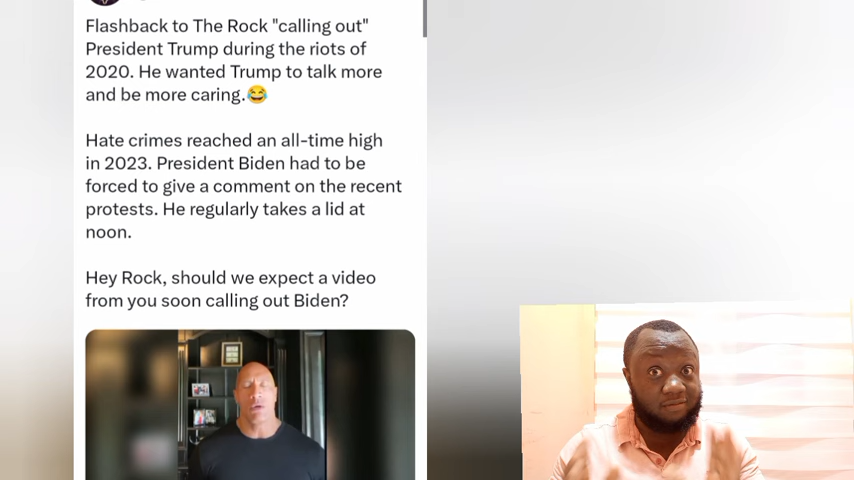 Flashback to The Rock "calling out"
President Trump during the riots of
2020. He wanted Trump to talk more
and be more caring.😂
Hate crimes reached an all-time high
in 2023. President Biden had to be
forced to give a comment on the recent
protests. He regularly takes a lid at
noon.
Hey Rock, should we expect a video
from you soon calling out Biden?